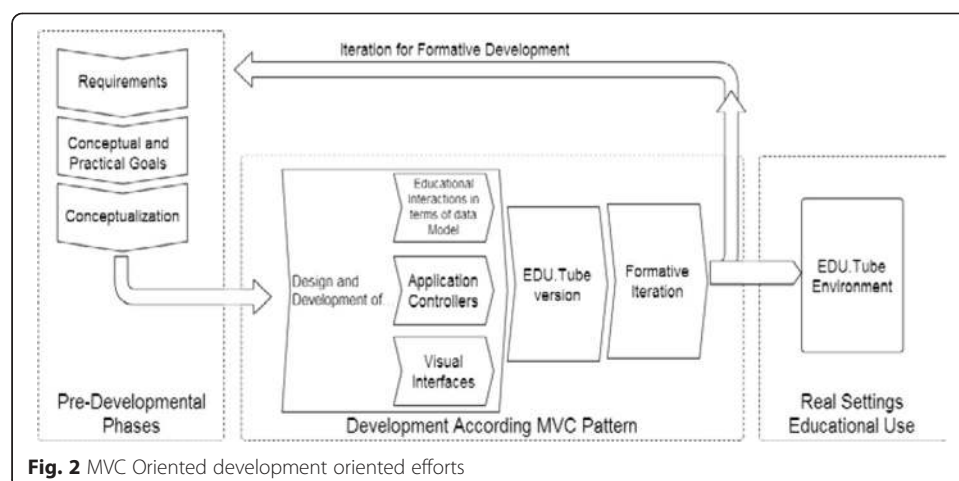 Iteration for Formative Development
Requirements
Conceptual and
Practical Goals
Conceptualization
Educational
Interactions in
terms of data
Model
Design and
Development of...
Application
Controllers
Visual
Interfaces
EDU.Tube
version
Formative
Iteration
EDU.Tube
Environment
Pre-Developmental
Phases
Development According MVC Pattern
Real Settings
Educational Use
Fig. 2 MVC Oriented development oriented efforts